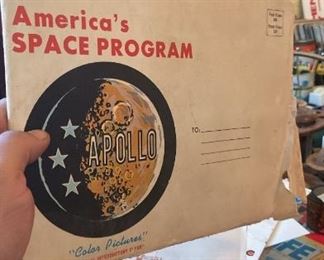 America's
SPACE PROGRAM
APOLLO
TO:
"Color Pictures"